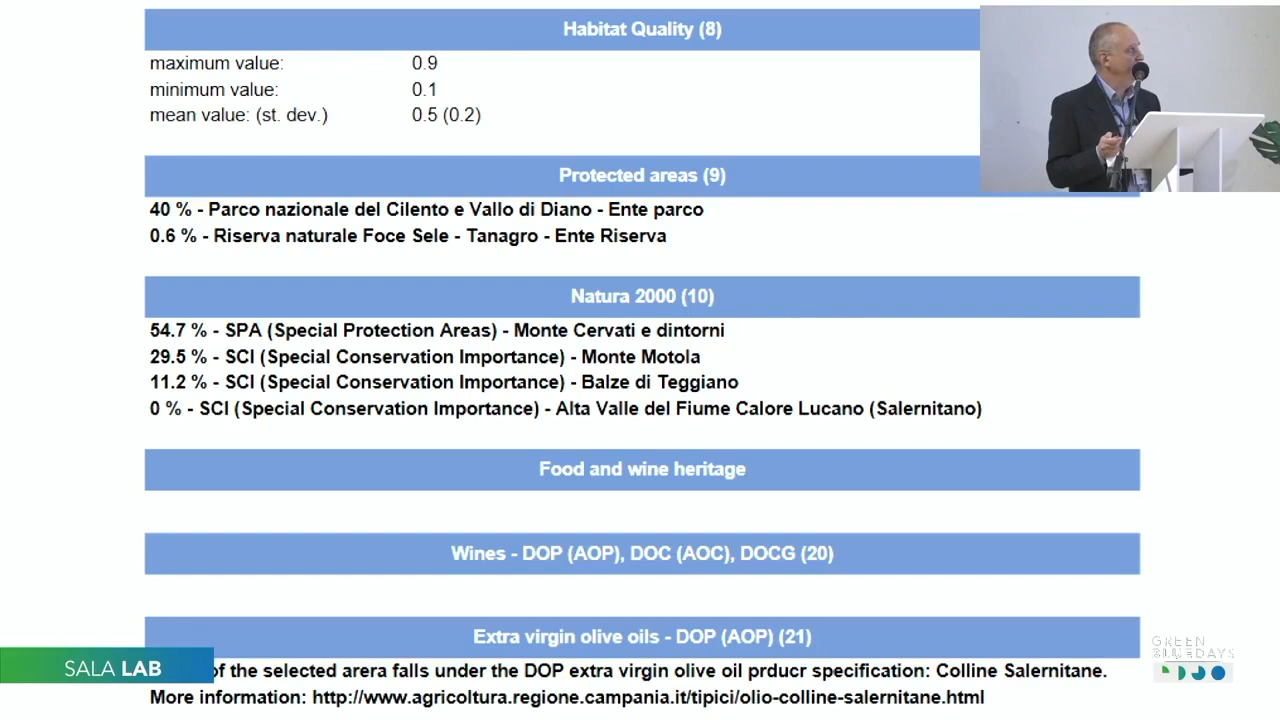 Habitat Quality (8)
maximum value: 0.9
minimum value: 0.1
mean value: (st. dev.) 0.5 (0.2)
Protected areas (9)
40 % - Parco nazionale del Cilento e Vallo di Diano - Ente parco
0.6 % - Riserva naturale Foce Sele - Tanagro - Ente Riserva
Natura 2000 (10)
54.7 % - SPA (Special Protection Areas) - Monte Cervati e dintorni
29.5 % - SCI (Special Conservation Importance) - Monte Motola
11.2 % - SCI (Special Conservation Importance) - Balze di Teggiano
0 % - SCI (Special Conservation Importance) - Alta Valle del Fiume Calore Lucano (Salernitano)
Food and wine heritage
Wines - DOP (AOP), DOC (AOC), DOCG (20)
Extra virgin olive oils - DOP (AOP) (21)
of the selected arera falls under the DOP extra virgin olive oil prducr specification: Colline Salernitane.
More information: http://www.agricoltura.regione.campania.it/tipici/olio-colline-salernitane.html
SALA LAB
GREEN
BLUEDAYS